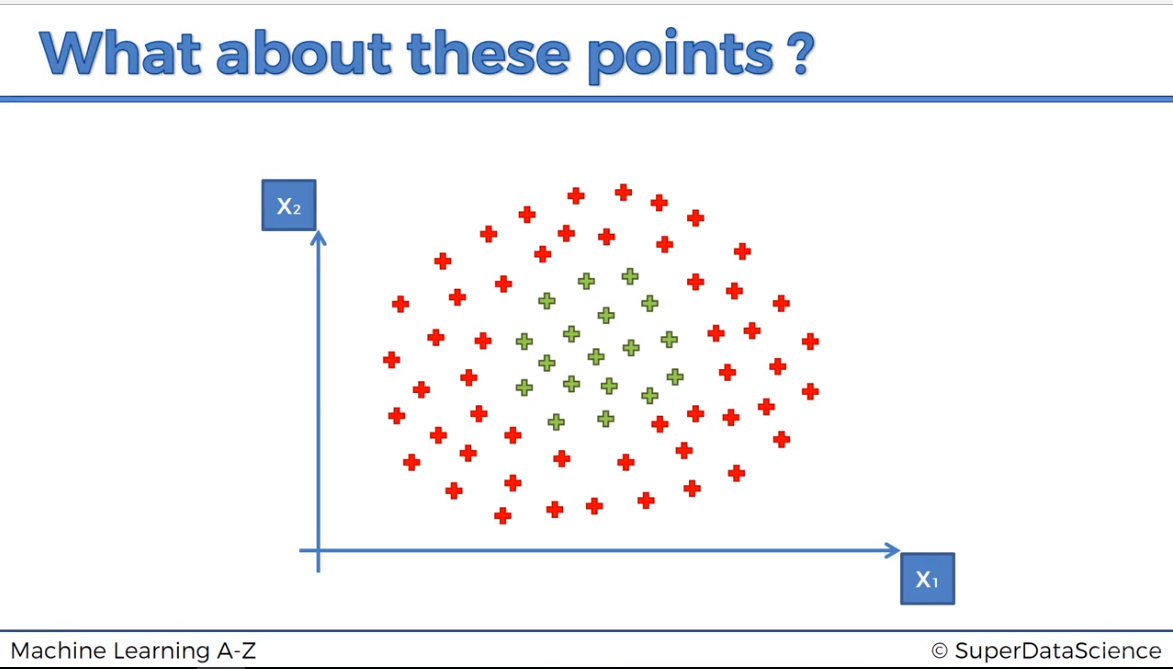 What about these points ?
X₂
X₁
Machine Learning A-Z
© SuperDataScience